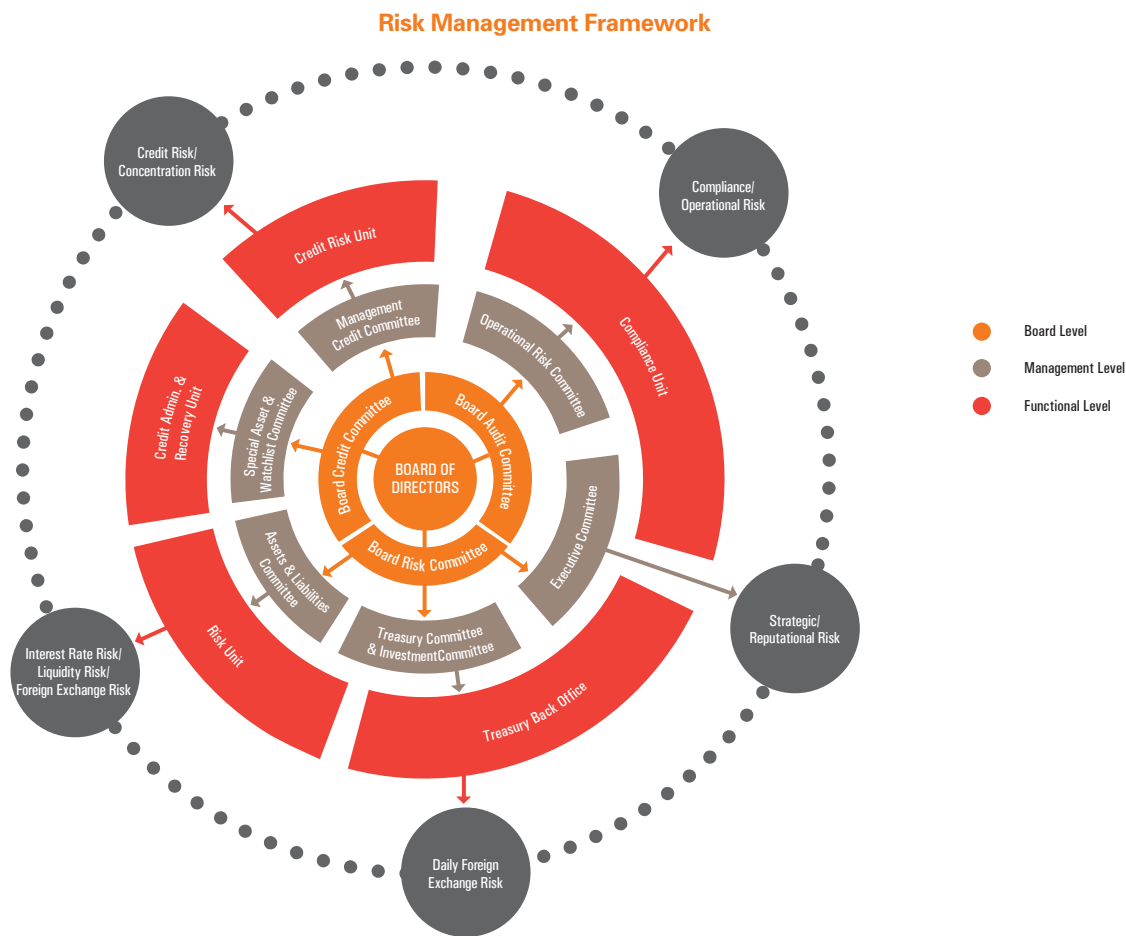 Risk Management Framework
Credit Risk/
Concentration Risk
Compliance/
Operational Risk
Credit Risk Unit
Management
Credit Committee
Operational Risk Committee
Compliance Unit
Board Level
Management Level
Functional Level
Credit Admin. &
Recovery Unit
Special Asset &
Watchlist Committee
Board Credit Committee
Board Audit Committee
BOARD OF
DIRECTORS
Board Risk Committee
Executive Committee
Assets & Liabilities
Committee
Treasury Committee
& InvestmentCommittee
Risk Unit
Treasury Back Office
Strategic/
Reputational Risk
Interest Rate Risk/
Liquidity Risk/
Foreign Exchange Risk
Daily Foreign
Exchange Risk